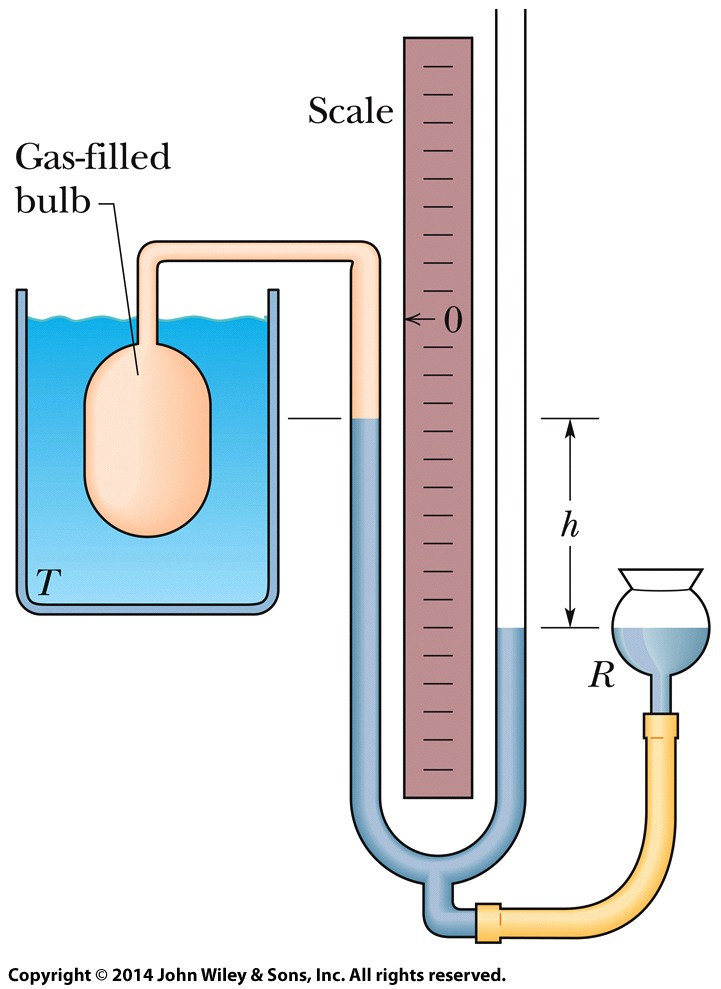 Scale
Gas-filled
bulb
0
h
T
R
Copyright © 2014 John Wiley & Sons, Inc. All rights reserved.